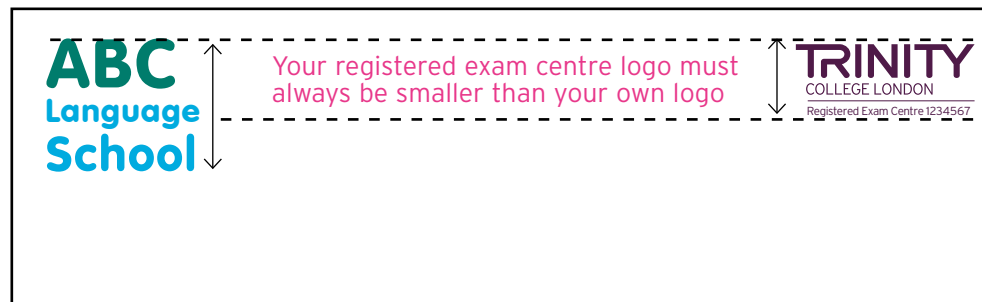 ABC
Language
School
Your registered exam centre logo must
always be smaller than your own logo
TRINITY
COLLEGE LONDON
Registered Exam Centre 1234567